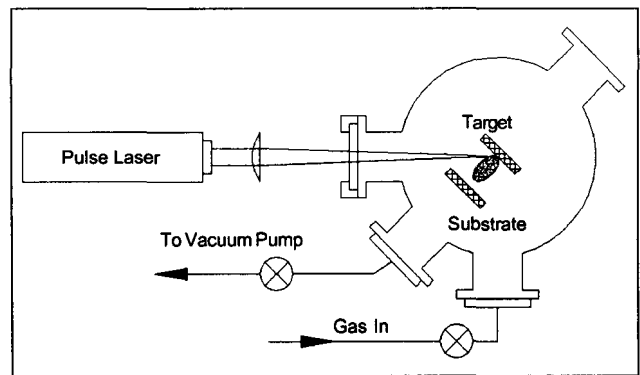 Target
Pulse Laser
Substrate
To Vacuum Pump
Gas In